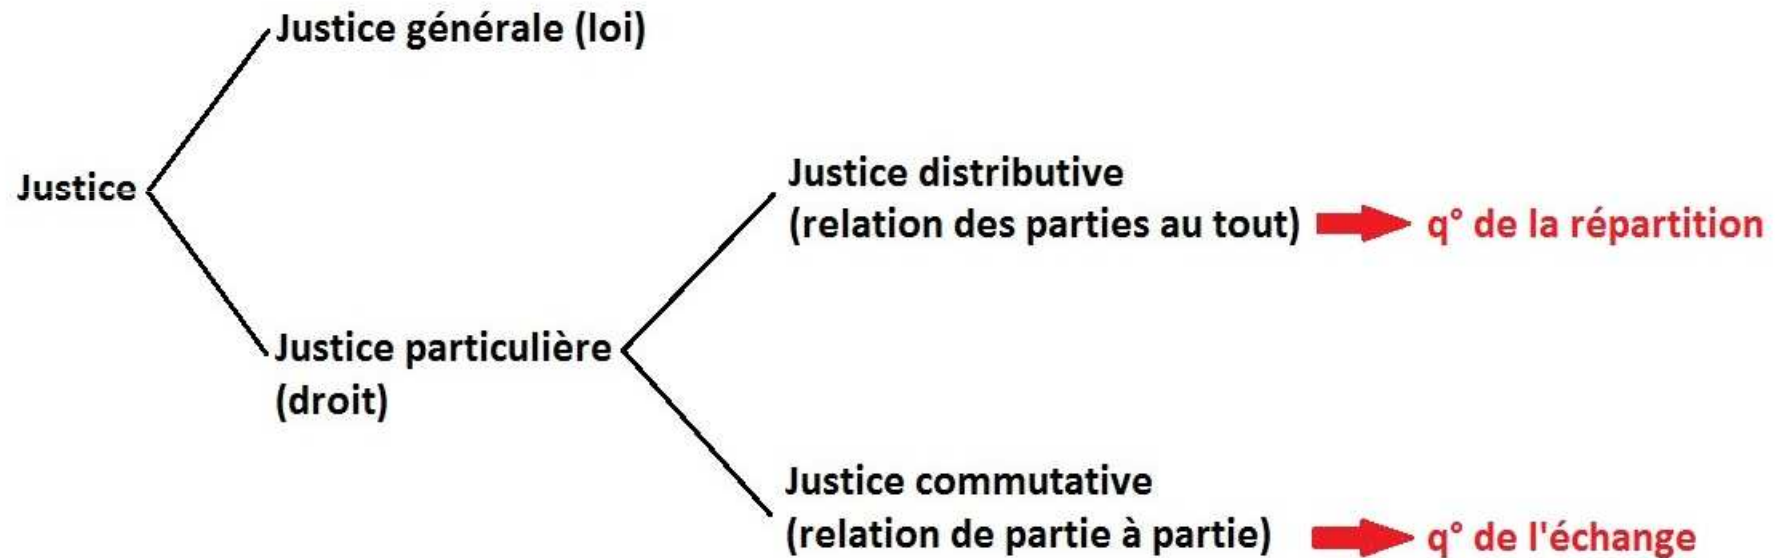 Justice générale (loi)
Justice
Justice particulière
(droit)
Justice distributive
(relation des parties au tout)
q° de la répartition
Justice commutative
(relation de partie à partie)
q° de l'échange